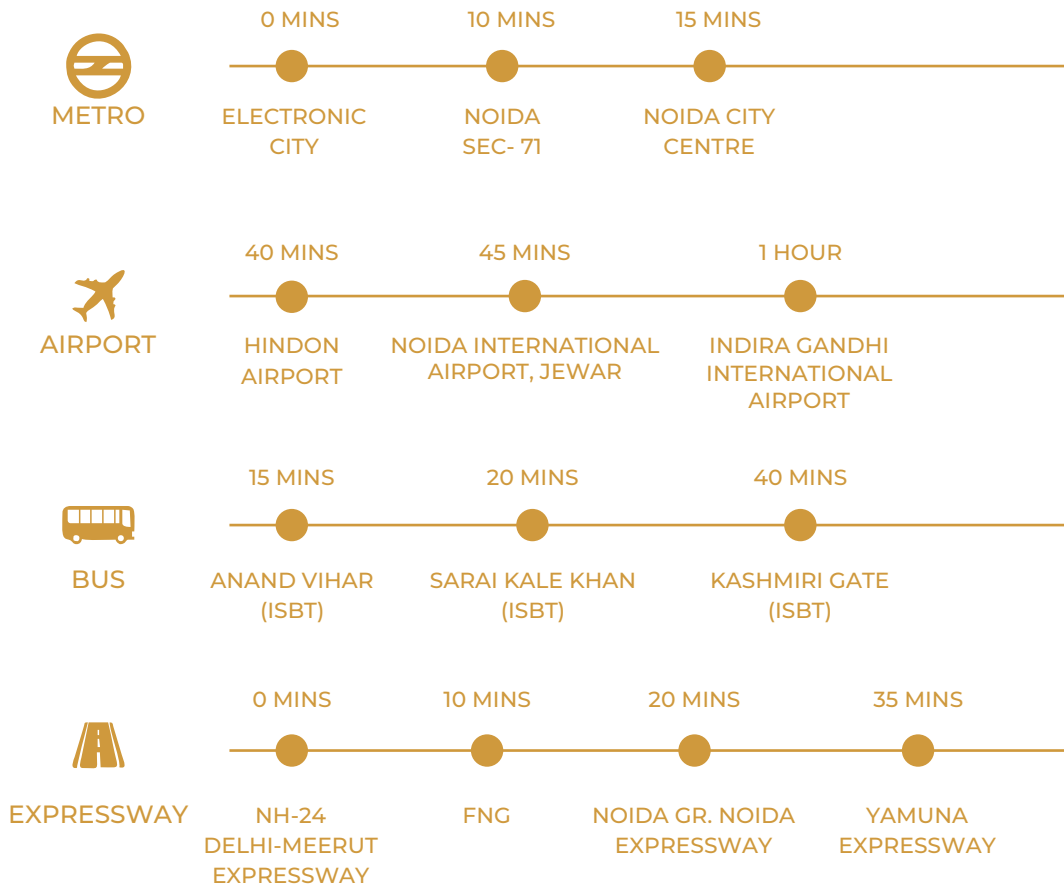 0 MINS
10 MINS
15 MINS
METRO
ELECTRONIC
CITY
NOIDA
SEC- 71
NOIDA CITY
CENTRE
40 MINS
45 MINS
1 HOUR
AIRPORT
HINDON
AIRPORT
NOIDA INTERNATIONAL
AIRPORT, JEWAR
INDIRA GANDHI
INTERNATIONAL
AIRPORT
15 MINS
20 MINS
40 MINS
BUS
ANAND VIHAR
(ISBT)
SARAI KALE KHAN
(ISBT)
KASHMIRI GATE
(ISBT)
0 MINS
10 MINS
20 MINS
35 MINS
EXPRESSWAY
NH-24
DELHI-MEERUT
EXPRESSWAY
FNG
NOIDA GR. NOIDA
EXPRESSWAY
YAMUNA
EXPRESSWAY